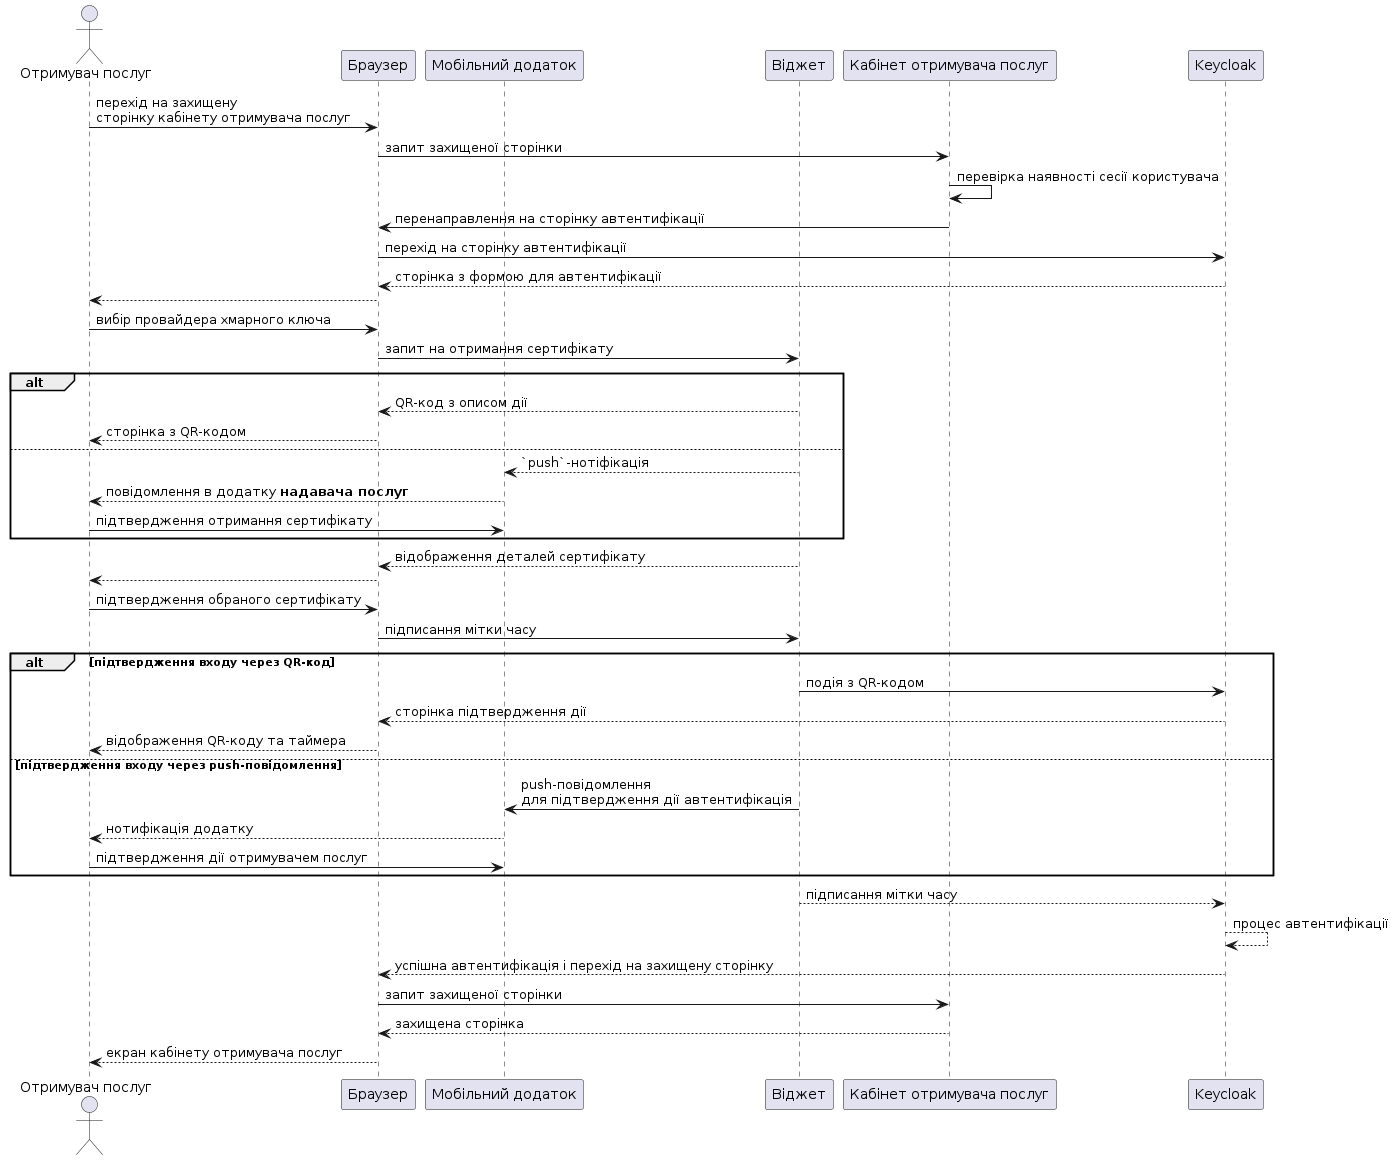 Отримувач послуг
Браузер
Мобільний додаток
Віджет
Кабінет отримувача послуг
Keycloak
перехід на захищену
сторінку кабінету отримувача послуг
запит захищеної сторінки
перевірка наявності сесії користувача
перенаправлення на сторінку автентифікації
перехід на сторінку автентифікації
сторінка з формою для автентифікації
вибір провайдера хмарного ключа
запит на отримання сертифікату
alt
QR-код з описом дії
сторінка з QR-кодом
`push`-нотіфікація
повідомлення в додатку надавача послуг
підтвердження отримання сертифікату
відображення деталей сертифікату
підтвердження обраного сертифікату
підписання мітки часу
alt [підтвердження входу через QR-код]
подія з QR-кодом
сторінка підтвердження дії
відображення QR-коду та таймера
[підтвердження входу через push-повідомлення]
push-повідомлення
для підтвердження дії автентифікація
нотифікація додатку
підтвердження дії отримувачем послуг
підписання мітки часу
процес автентифікації
успішна автентифікація і перехід на захищену сторінку
запит захищеної сторінки
захищена сторінка
екран кабінету отримувача послуг
Отримувач послуг
Браузер
Мобільний додаток
Віджет
Кабінет отримувача послуг
Keycloak